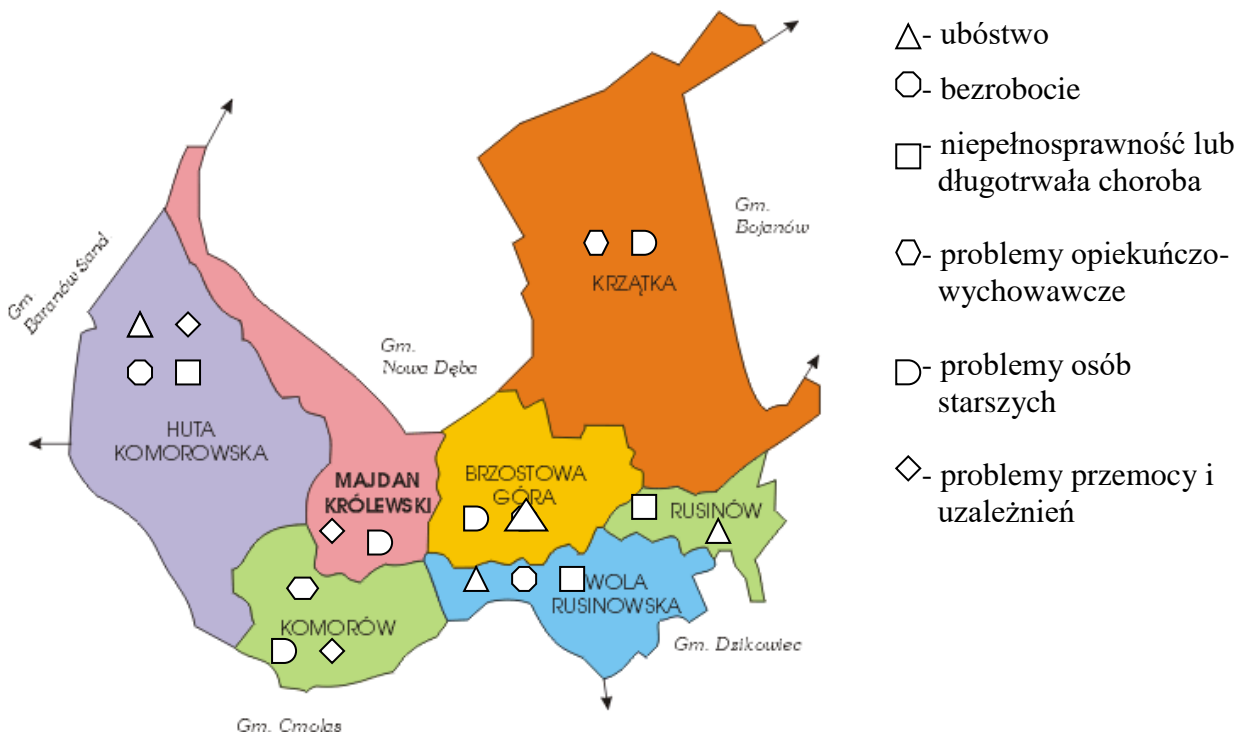 Gm.
Baranów Sand
HUTA
KOMOROWSKA
MAJDAN
KRÓLEWSKI
Gm.
Nowa Dęba
BRZOSTOWA
GÓRA
KRZĄTKA
Gm.
Bojanów
RUSINÓW
WOLA
RUSINOWSKA
KOMORÓW
Gm. Dzikowiec
Gm. Cmolas
- ubóstwo
- bezrobocie
- niepełnosprawność lub
długotrwała choroba
- problemy opiekuńczo-
wychowawcze
- problemy osób
starszych
- problemy przemocy i
uzależnień